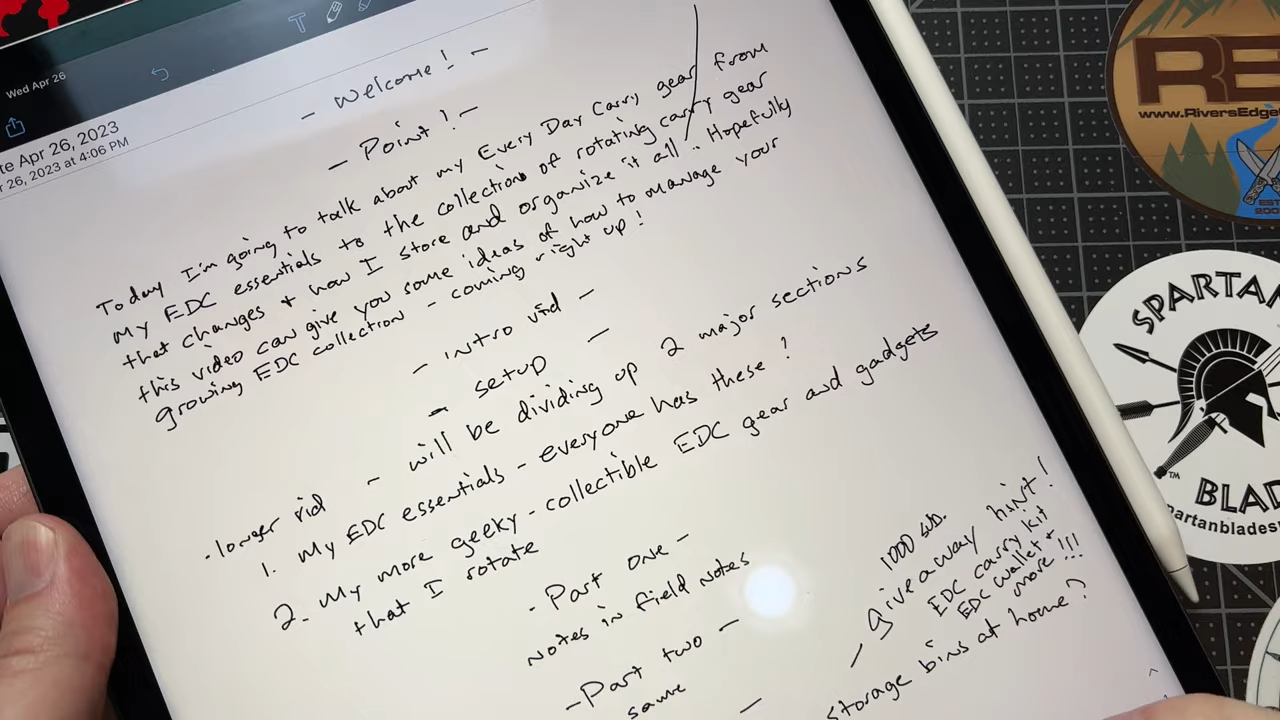 Wed Apr 26
te Apr 26, 2023
r 26, 2023 at 4:06 PM
- Welcome! -
- Point! -
Today I'm going to talk about my Every Day Carry gear from
my EDC essentials to the collection of rotating carry gear
that changes + how I store and organize it all. Hopefully
this video can give you some ideas of how to manage your
growing EDC collection - coming right up!
- intro vid -
- setup -
· longer vid - will be dividing up 2 major sections
1. My EDC essentials - everyone has these?
2. My more geeky - collectible EDC gear and gadgets
that I rotate
- Part one -
notes in field notes
- Part two -
same
1000 sub.
- giveaway hint!
EDC carry kit
EDC wallet +
more!!!
storage bins at home?
RE
www.RiversEdge
EST
200
SPARTAN
BLAD
TM
partanblades